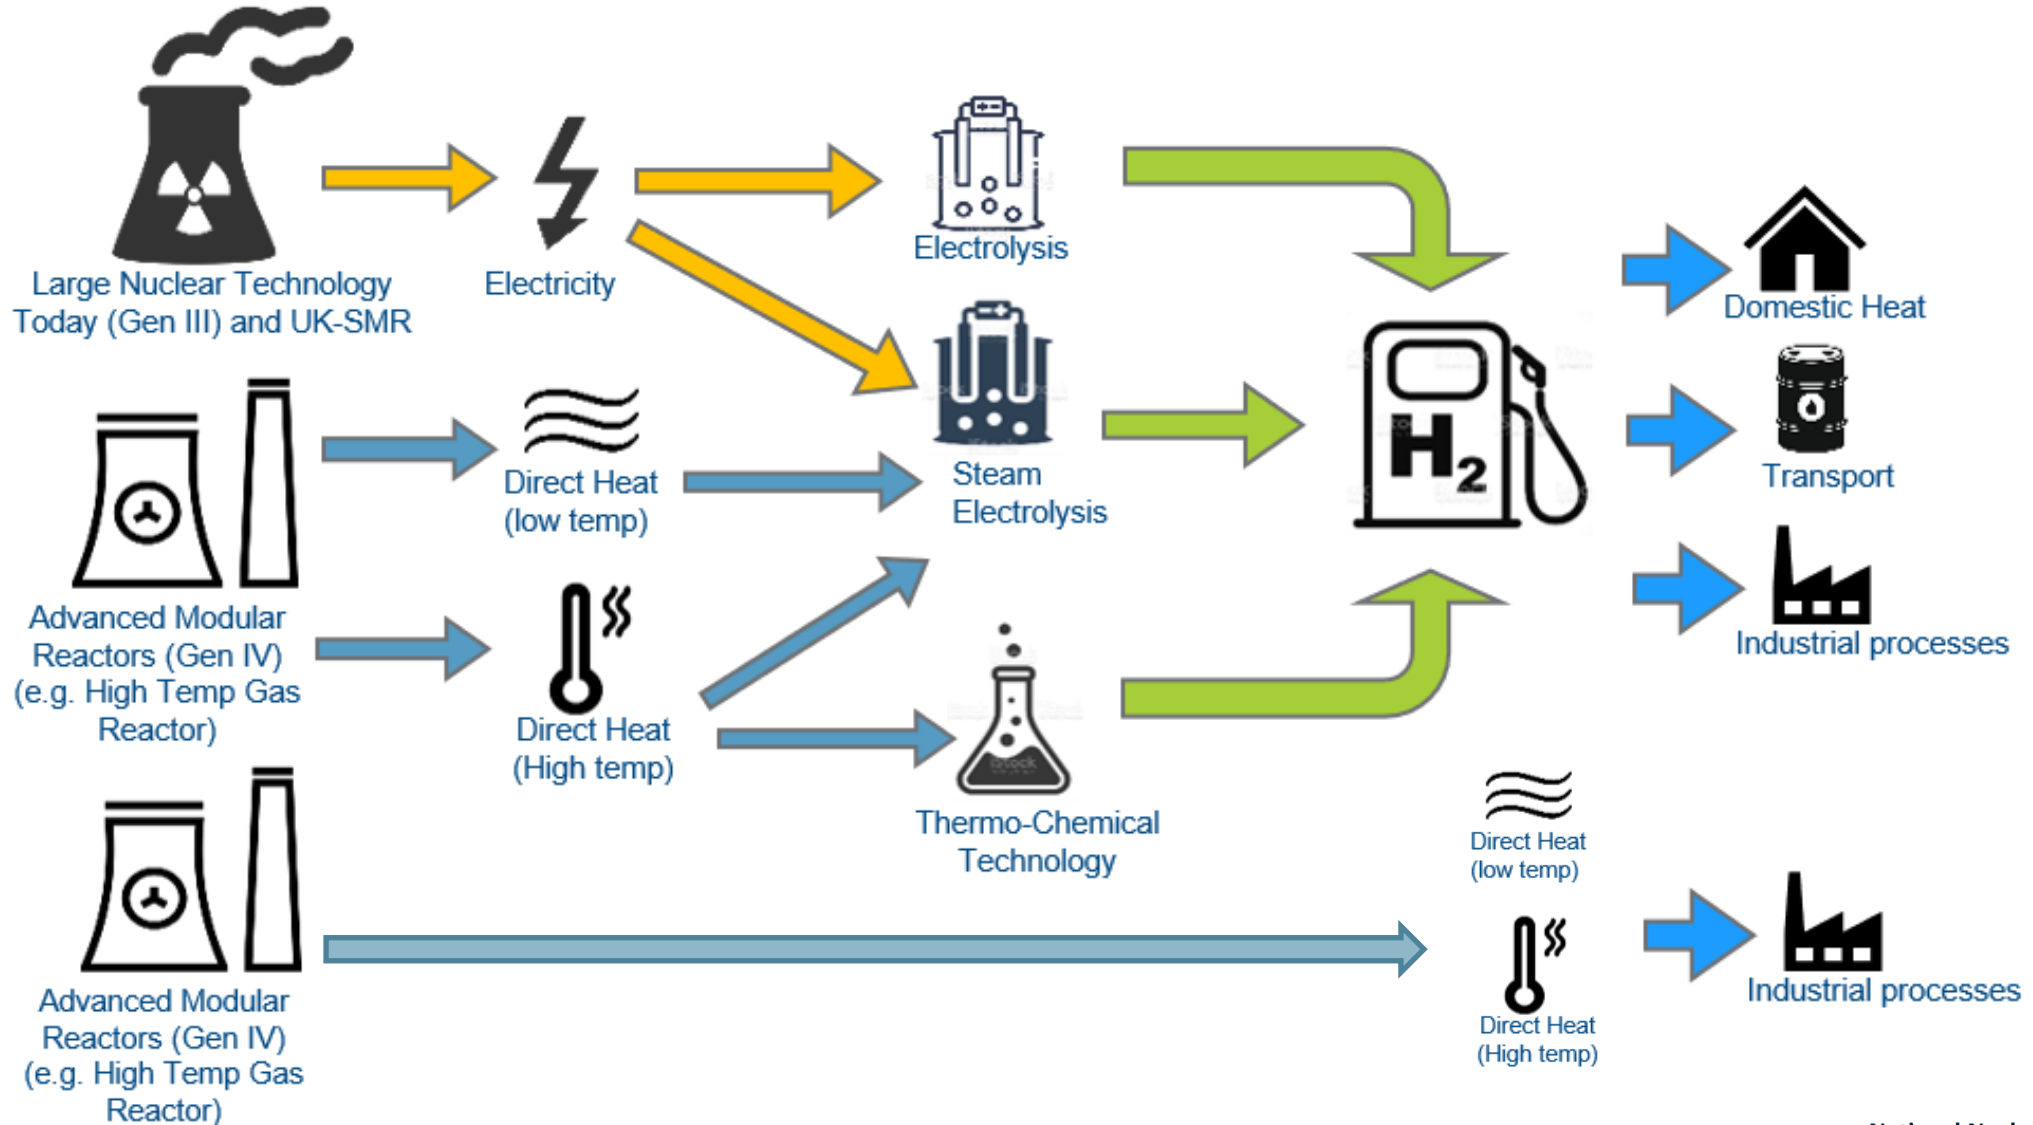 Large Nuclear Technology
Today (Gen III) and UK-SMR
Electricity
Electrolysis
Steam
Electrolysis
Direct Heat
(low temp)
Advanced Modular
Reactors (Gen IV)
(e.g. High Temp Gas
Reactor)
Direct Heat
(High temp)
Thermo-Chemical
Technology
iStock
H2
Domestic Heat
Transport
Industrial processes
Advanced Modular
Reactors (Gen IV)
(e.g. High Temp Gas
Reactor)
Direct Heat
(low temp)
Direct Heat
(High temp)
Industrial processes